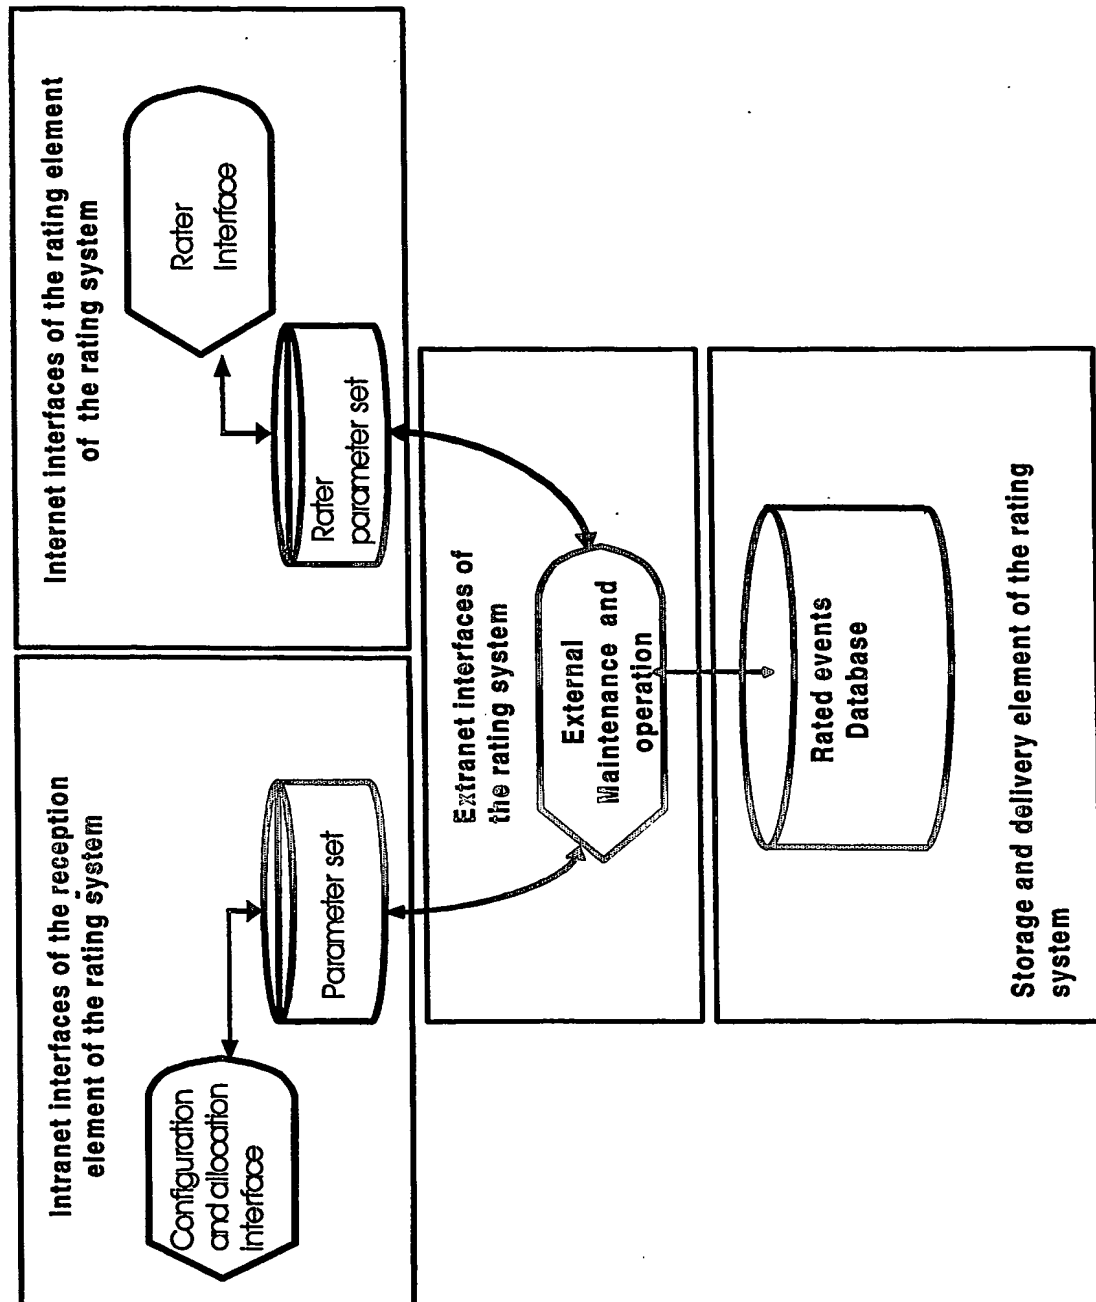 Intranet interfaces of the reception
element of the rating system
Configuration
and allocation
interface
Parameter set
Internet interfaces of the rating element
of the rating system
Rater
Interface
Rater
parameter set
Extranet interfaces of
the rating system
External
Maintenance and
operation
Rated events
Database
Storage and delivery element of the rating
system